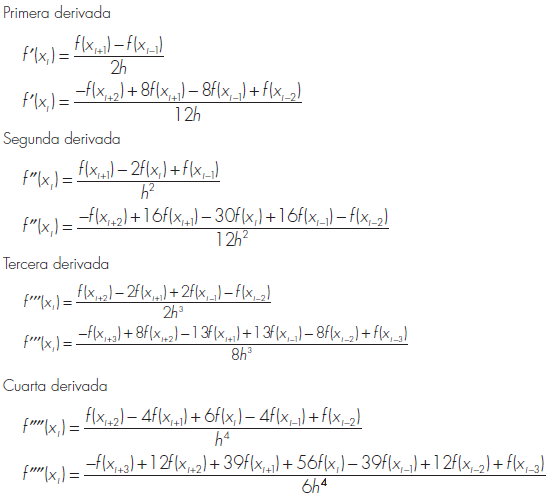 Primera derivada
f′(xᵢ) = (f(xᵢ₊₁) – f(xᵢ₋₁)) / 2h
f′(xᵢ) = (–f(xᵢ₊₂) + 8f(xᵢ₊₁) – 8f(xᵢ₋₁) + f(xᵢ₋₂)) / 12h
Segunda derivada
f″(xᵢ) = (f(xᵢ₊₁) – 2f(xᵢ) + f(xᵢ₋₁)) / h²
f″(xᵢ) = (–f(xᵢ₊₂) + 16f(xᵢ₊₁) – 30f(xᵢ) + 16f(xᵢ₋₁) – f(xᵢ₋₂)) / 12h²
Tercera derivada
f‴(xᵢ) = (f(xᵢ₊₂) – 2f(xᵢ₊₁) + 2f(xᵢ₋₁) – f(xᵢ₋₂)) / 2h³
f‴(xᵢ) = (–f(xᵢ₊₃) + 8f(xᵢ₊₂) – 13f(xᵢ₊₁) + 13f(xᵢ₋₁) – 8f(xᵢ₋₂) + f(xᵢ₋₃)) / 8h³
Cuarta derivada
f⁗(xᵢ) = (f(xᵢ₊₂) – 4f(xᵢ₊₁) + 6f(xᵢ) – 4f(xᵢ₋₁) + f(xᵢ₋₂)) / h⁴
f⁗(xᵢ) = (–f(xᵢ₊₃) + 12f(xᵢ₊₂) + 39f(xᵢ₊₁) + 56f(xᵢ) – 39f(xᵢ₋₁) + 12f(xᵢ₋₂) + f(xᵢ₋₃)) / 6h⁴